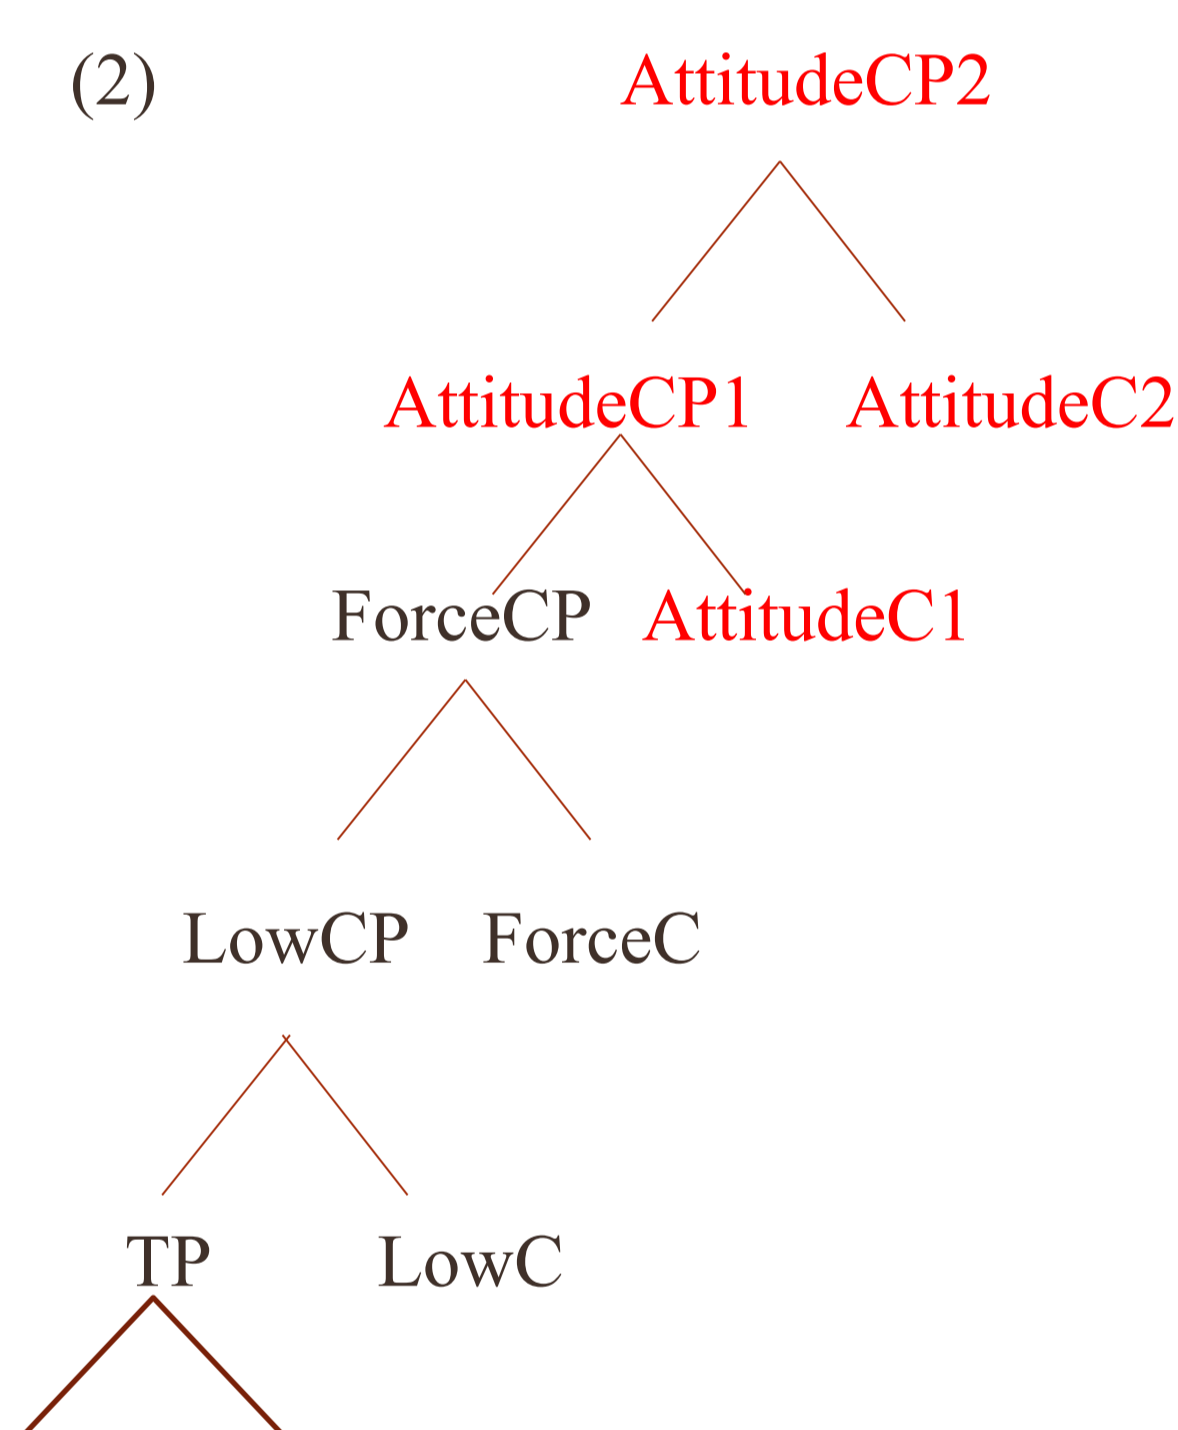 (2) AttitudeCP2
AttitudeCP1 AttitudeC2
ForceCP AttitudeC1
LowCP ForceC
TP LowC